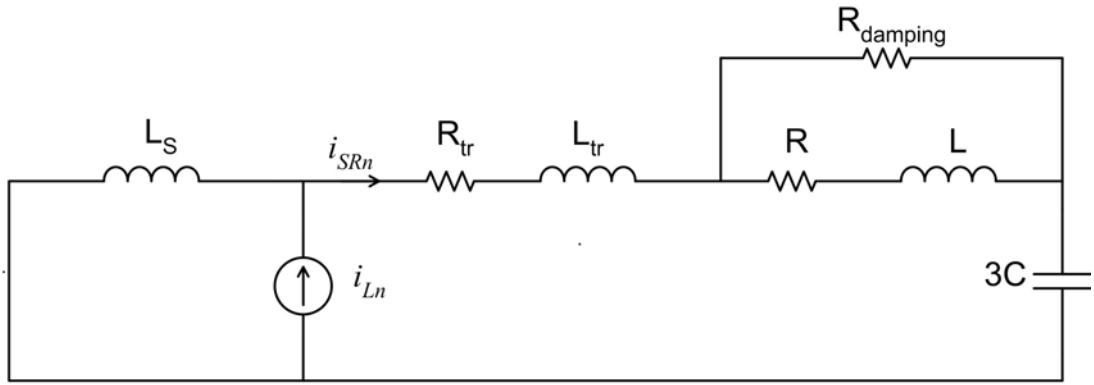 R_damping
L_S
i_SRn
R_tr
L_tr
R
L
i_Ln
3C